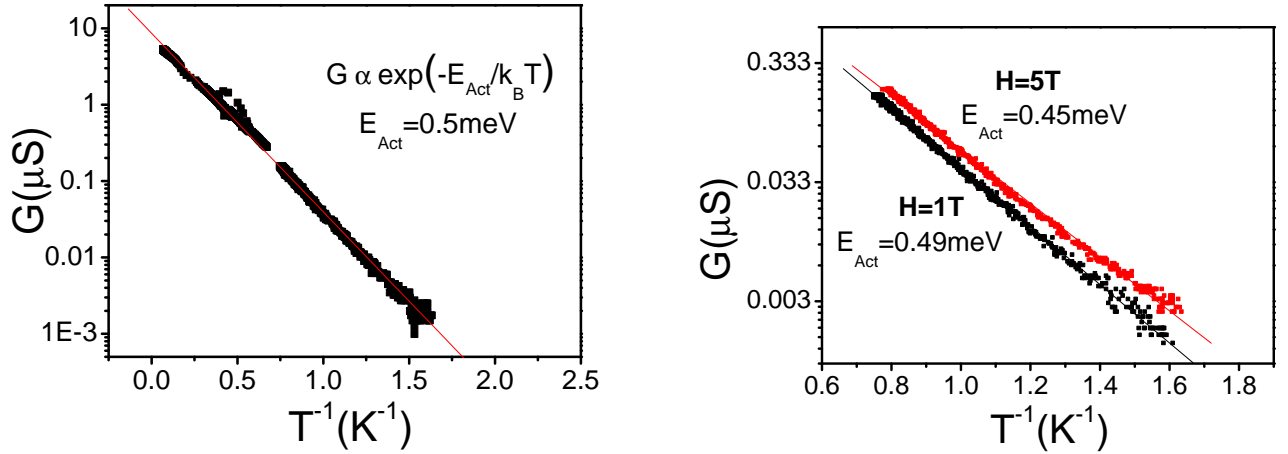 10
1
0.1
0.01
1E-3
G(μS)
G α exp(-E_Act/k_B T)
E_Act=0.5meV
0.0 0.5 1.0 1.5 2.0 2.5
T⁻¹(K⁻¹)
0.333
0.033
0.003
G(μS)
H=5T
E_Act=0.45meV
H=1T
E_Act=0.49meV
0.6 0.8 1.0 1.2 1.4 1.6 1.8
T⁻¹(K⁻¹)